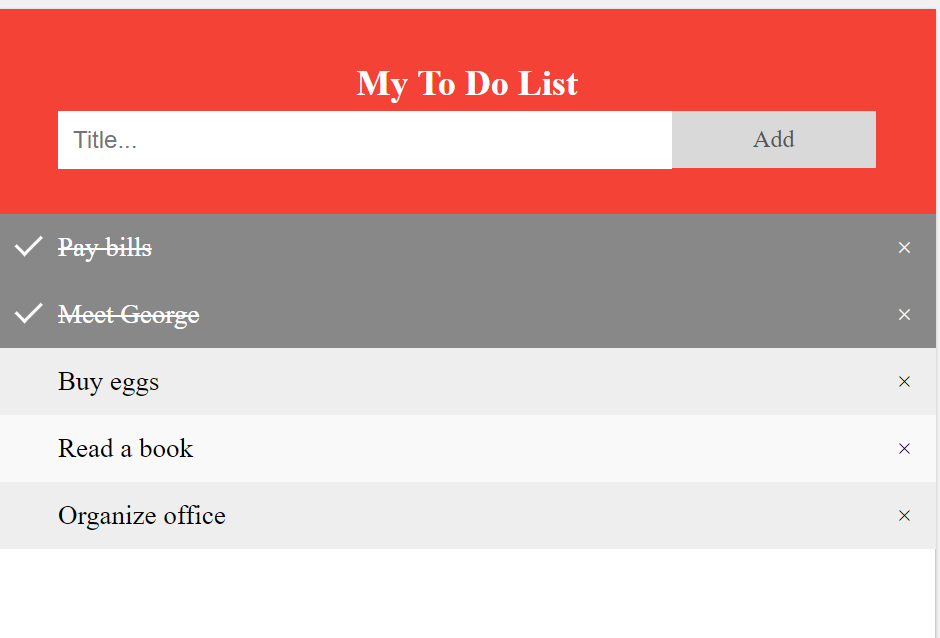 My To Do List
Title...
Add
Pay bills ×
Meet George ×
Buy eggs ×
Read a book ×
Organize office ×